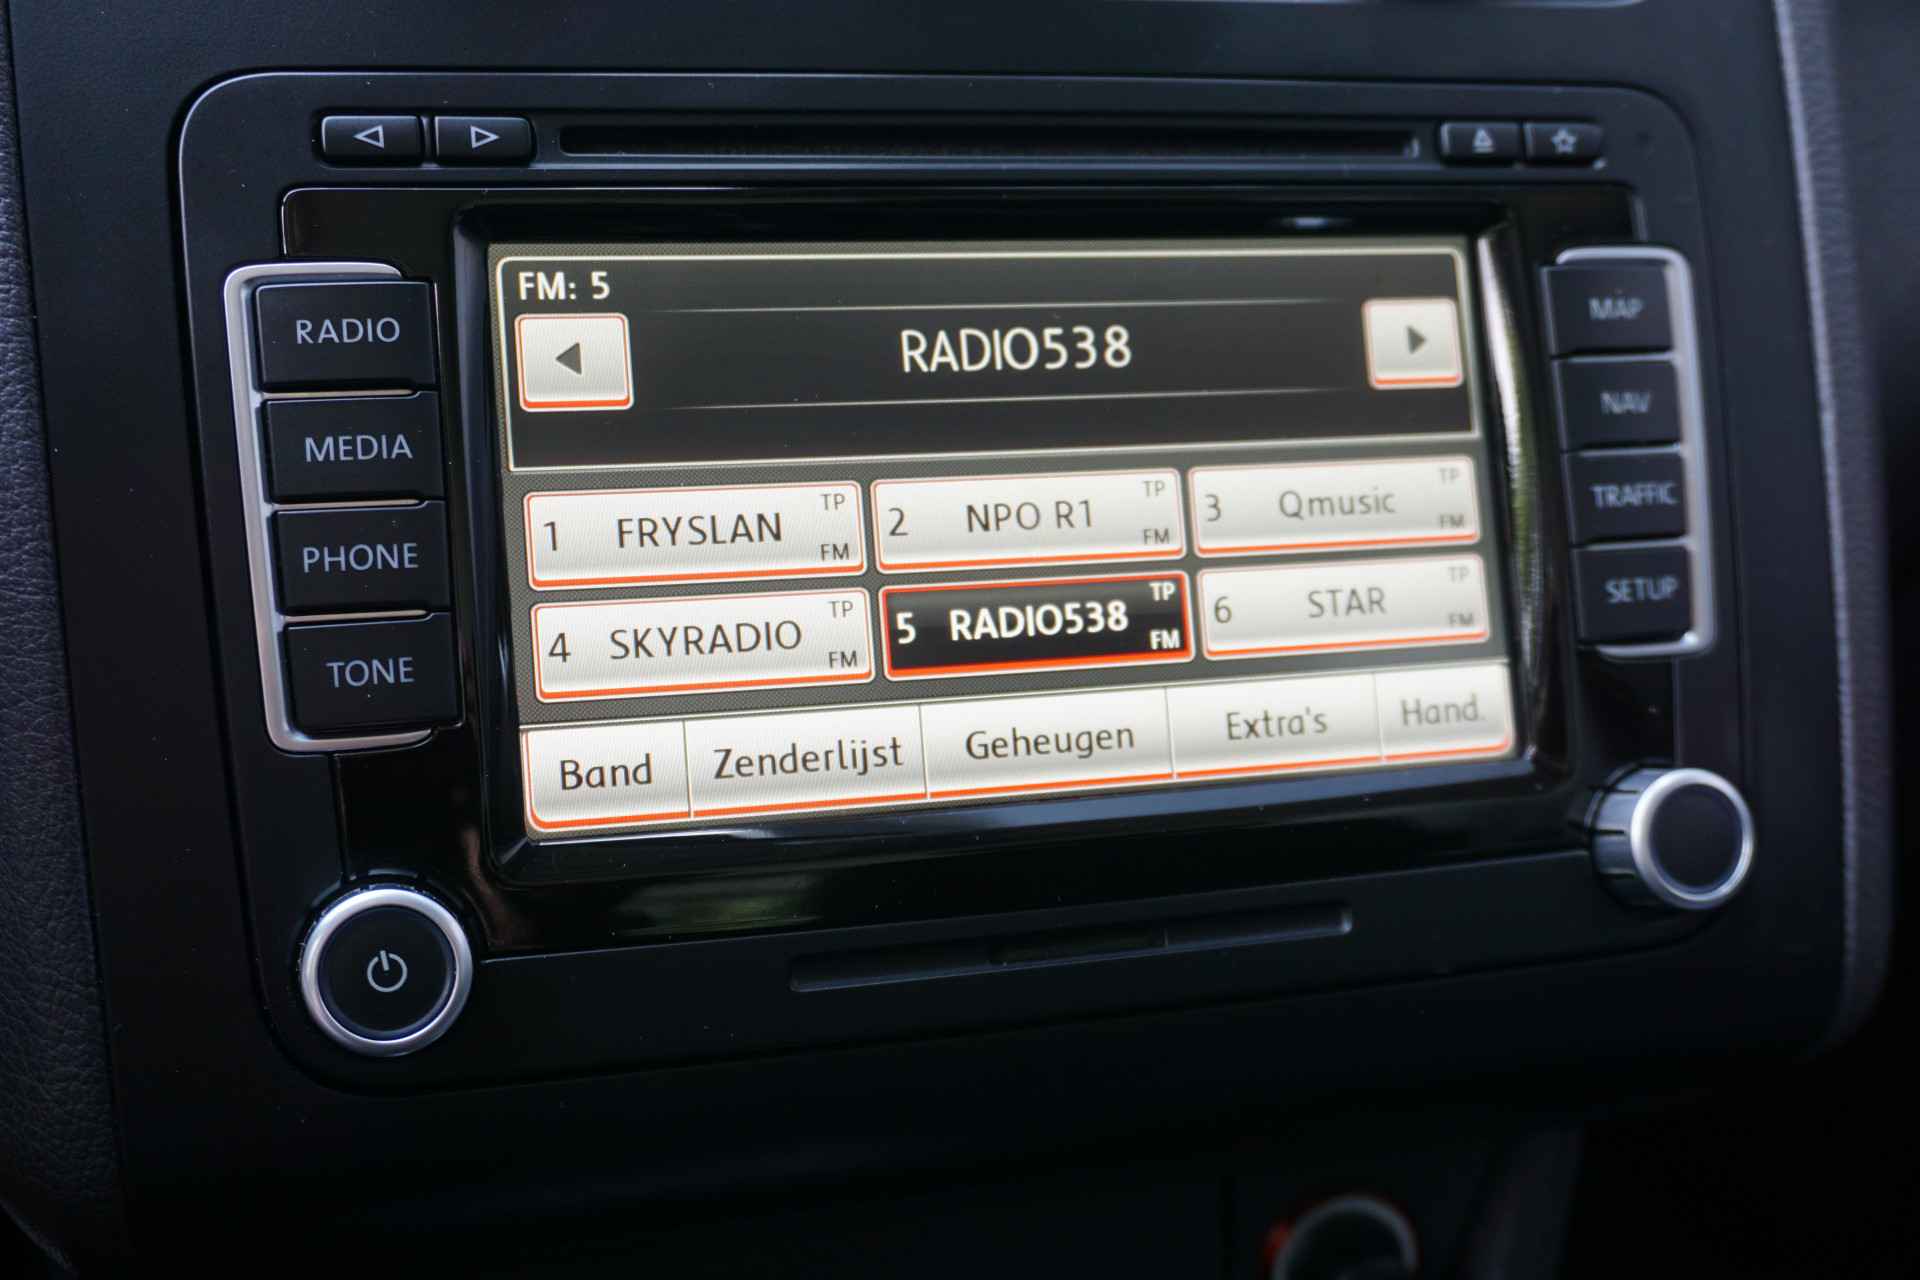 FM: 5
RADIO538
1 FRYSLAN TP FM
2 NPO R1 TP FM
3 Qmusic TP FM
4 SKYRADIO TP FM
5 RADIO538 TP FM
6 STAR TP FM
Band Zenderlijst Geheugen Extra's Hand.
RADIO
MEDIA
PHONE
TONE
MAP
NAV
TRAFFIC
SETUP